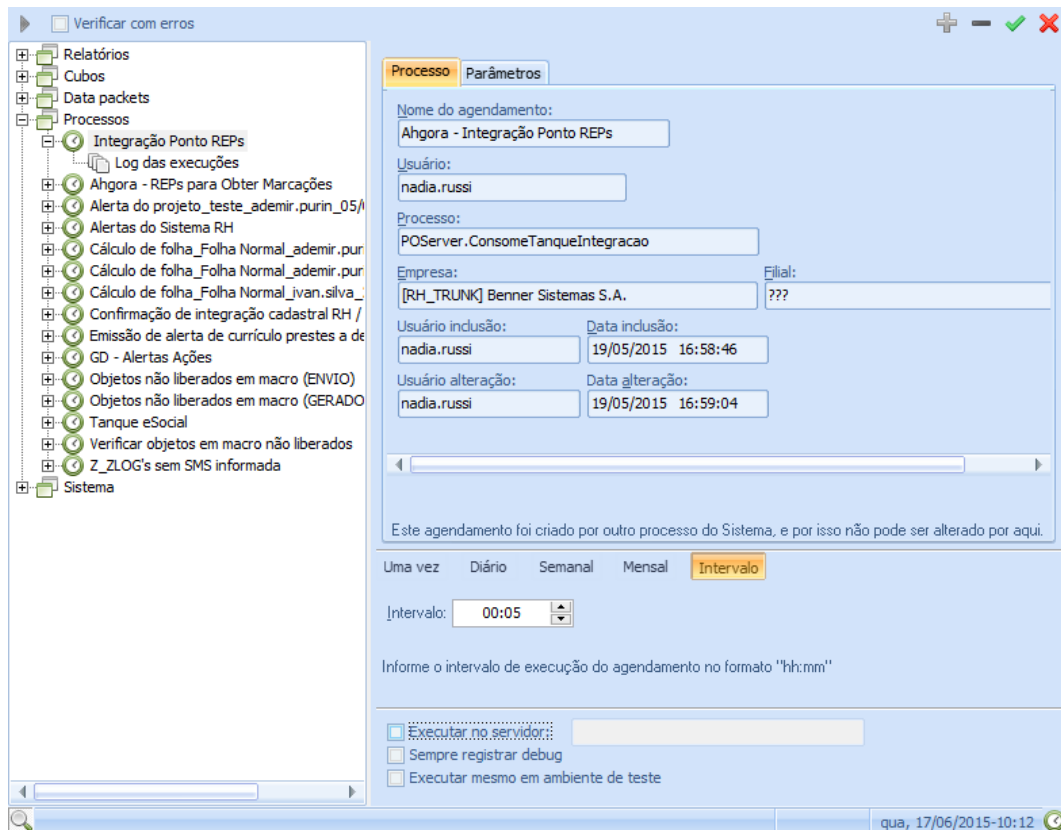 Verificar com erros
Relatórios
Cubos
Data packets
Processos
Integração Ponto REPs
Log das execuções
Ahgora - REPs para Obter Marcações
Alerta do projeto_teste_ademir.purin_05/
Alertas do Sistema RH
Cálculo de folha_Folha Normal_ademir.pur
Cálculo de folha_Folha Normal_ademir.pur
Cálculo de folha_Folha Normal_ivan.silva_
Confirmação de integração cadastral RH /
Emissão de alerta de currículo prestes a de
GD - Alertas Ações
Objetos não liberados em macro (ENVIO)
Objetos não liberados em macro (GERADO
Tanque eSocial
Verificar objetos em macro não liberados
Z_ZLOG's sem SMS informada
Sistema
Processo Parâmetros
Nome do agendamento:
Ahgora - Integração Ponto REPs
Usuário:
nadia.russi
Processo:
POServer.ConsomeTanqueIntegracao
Empresa: Filial:
[RH_TRUNK] Benner Sistemas S.A. ???
Usuário inclusão: Data inclusão:
nadia.russi 19/05/2015 16:58:46
Usuário alteração: Data alteração:
nadia.russi 19/05/2015 16:59:04
Este agendamento foi criado por outro processo do Sistema, e por isso não pode ser alterado por aqui.
Uma vez Diário Semanal Mensal Intervalo
Intervalo: 00:05
Informe o intervalo de execução do agendamento no formato "hh:mm"
Executar no servidor:
Sempre registrar debug
Executar mesmo em ambiente de teste
qua, 17/06/2015-10:12